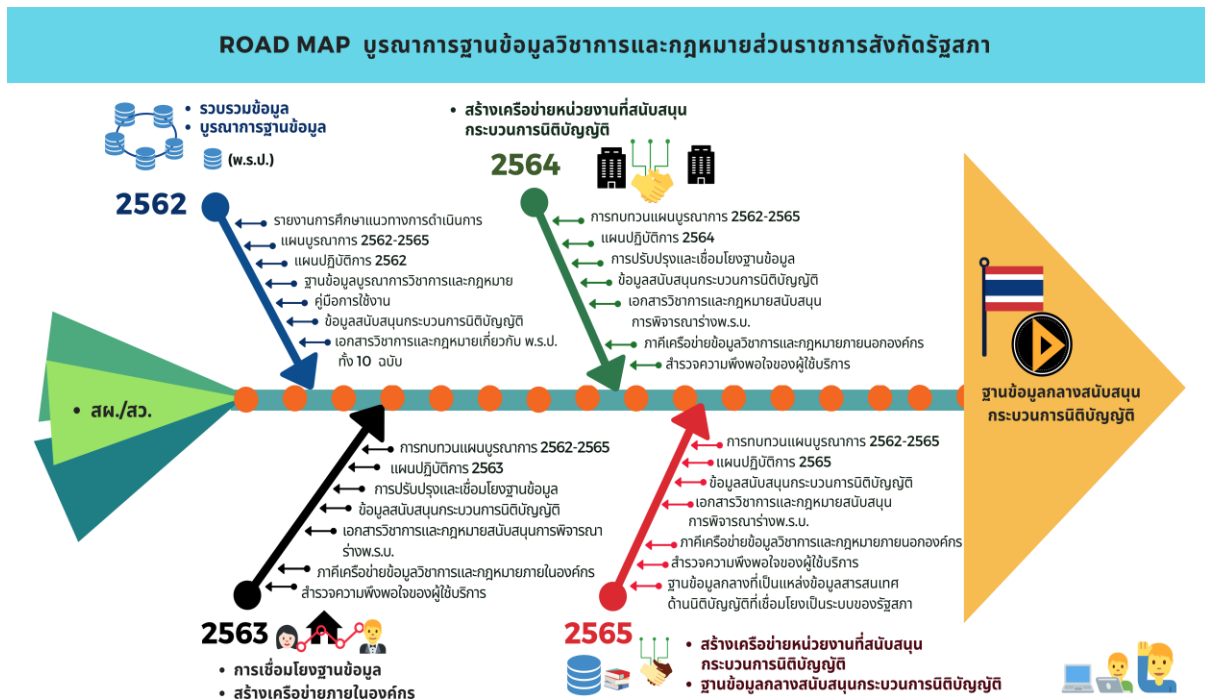 ROAD MAP บูรณาการฐานข้อมูลวิชาการและกฎหมายส่วนราชการสังกัดรัฐสภา
• รวบรวมข้อมูล
• บูรณาการฐานข้อมูล
(พ.ร.ป.)
2562
รายงานการศึกษาแนวทางการดำเนินการ
แผนบูรณาการ 2562-2565
แผนปฏิบัติการ 2562
ฐานข้อมูลบูรณาการวิชาการและกฎหมาย
คู่มือการใช้งาน
ข้อมูลสนับสนุนกระบวนการนิติบัญญัติ
เอกสารวิชาการและกฎหมายเกี่ยวกับ พ.ร.ป.
ทั้ง 10 ฉบับ
• สร้างเครือข่ายหน่วยงานที่สนับสนุน
กระบวนการนิติบัญญัติ
2564
การทบทวนแผนบูรณาการ 2562-2565
แผนปฏิบัติการ 2564
การปรับปรุงและเชื่อมโยงฐานข้อมูล
ข้อมูลสนับสนุนกระบวนการนิติบัญญัติ
เอกสารวิชาการและกฎหมายสนับสนุน
การพิจารณาร่างพ.ร.บ.
ภาคีเครือข่ายข้อมูลวิชาการและกฎหมายภายนอกองค์กร
สำรวจความพึงพอใจของผู้ใช้บริการ
• สผ./สว.
ฐานข้อมูลกลางสนับสนุน
กระบวนการนิติบัญญัติ
การทบทวนแผนบูรณาการ 2562-2565
แผนปฏิบัติการ 2563
การปรับปรุงและเชื่อมโยงฐานข้อมูล
ข้อมูลสนับสนุนกระบวนการนิติบัญญัติ
เอกสารวิชาการและกฎหมายสนับสนุนการพิจารณา
ร่างพ.ร.บ.
ภาคีเครือข่ายข้อมูลวิชาการและกฎหมายภายในองค์กร
สำรวจความพึงพอใจของผู้ใช้บริการ
2563
• การเชื่อมโยงฐานข้อมูล
• สร้างเครือข่ายภายในองค์กร
การทบทวนแผนบูรณาการ 2562-2565
แผนปฏิบัติการ 2565
ข้อมูลสนับสนุนกระบวนการนิติบัญญัติ
เอกสารวิชาการและกฎหมายสนับสนุน
การพิจารณาร่างพ.ร.บ.
ภาคีเครือข่ายข้อมูลวิชาการและกฎหมายภายนอกองค์กร
สำรวจความพึงพอใจของผู้ใช้บริการ
ฐานข้อมูลกลางที่เป็นแหล่งข้อมูลสารสนเทศ
ด้านนิติบัญญัติที่เชื่อมโยงเป็นระบบของรัฐสภา
2565
• สร้างเครือข่ายหน่วยงานที่สนับสนุน
กระบวนการนิติบัญญัติ
• ฐานข้อมูลกลางสนับสนุนกระบวนการนิติบัญญัติ